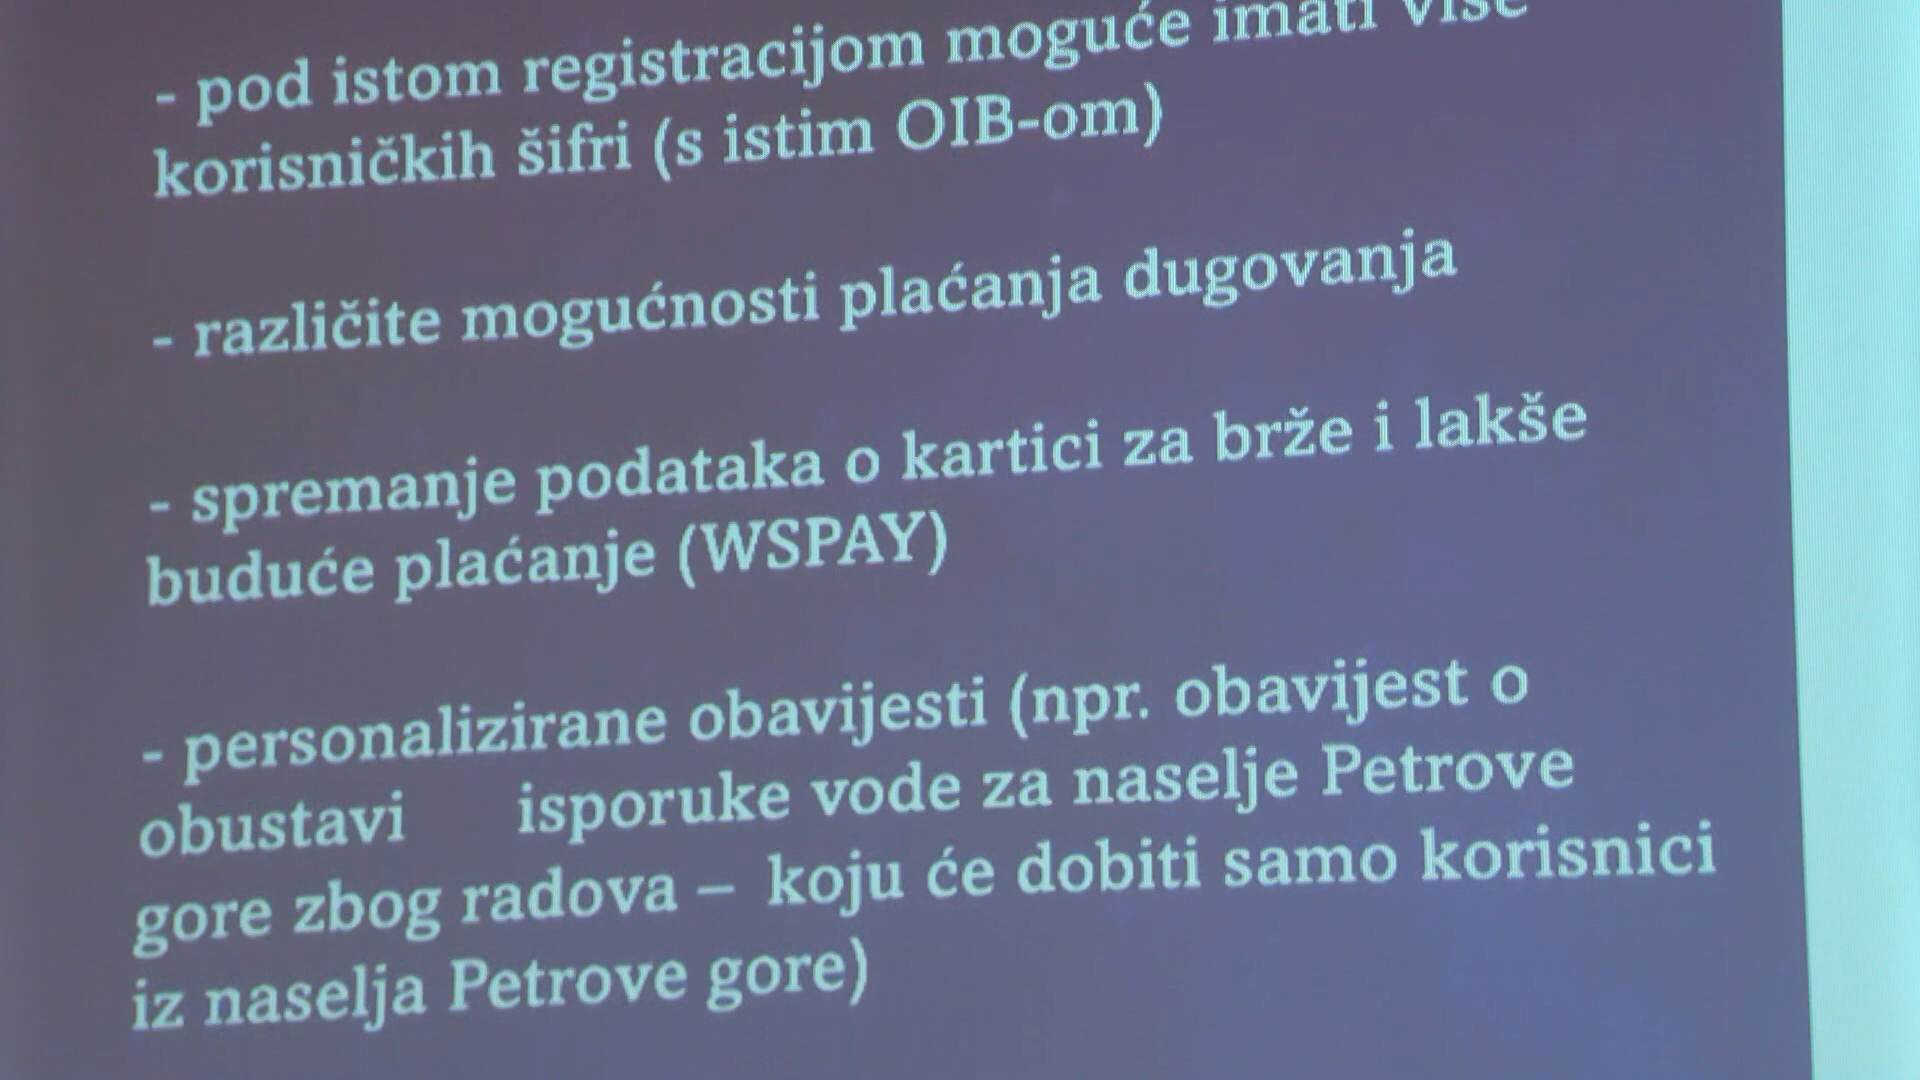 - pod istom registracijom moguće imati više
korisničkih šifri (s istim OIB-om)
- različite mogućnosti plaćanja dugovanja
- spremanje podataka o kartici za brže i lakše
buduće plaćanje (WSPAY)
- personalizirane obavijesti (npr. obavijest o
obustavi isporuke vode za naselje Petrove
gore zbog radova – koju će dobiti samo korisnici
iz naselja Petrove gore)